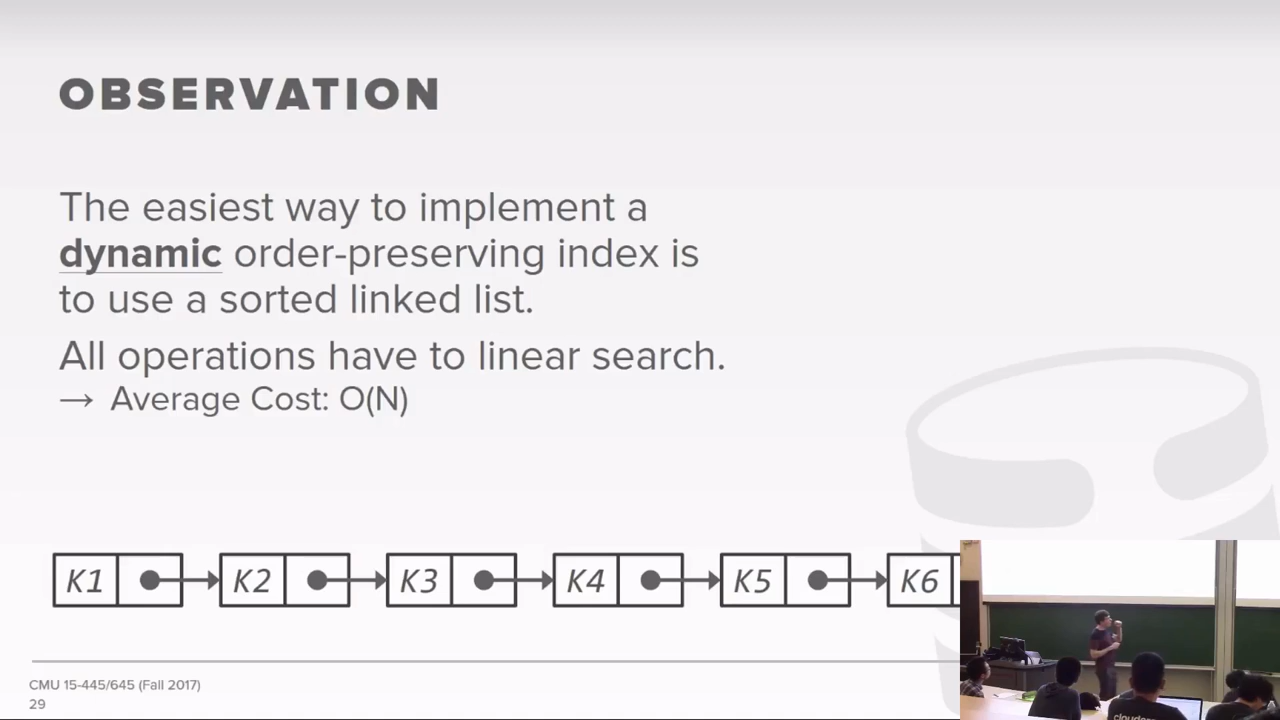 OBSERVATION
The easiest way to implement a
dynamic order-preserving index is
to use a sorted linked list.
All operations have to linear search.
→ Average Cost: O(N)
K1 K2 K3 K4 K5 K6
CMU 15-445/645 (Fall 2017)
29